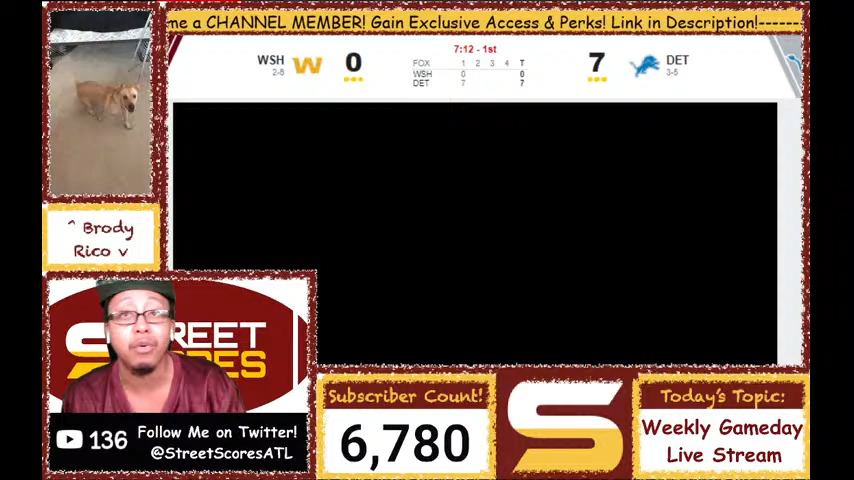 me a CHANNEL MEMBER! Gain Exclusive Access & Perks! Link in Description!-------
7:12 - 1st
WSH
2-5
W
0
FOX 1 2 3 4 T
WSH 0 0
DET 7 7
7
DET
3-5
^ Brody
Rico v
STREET
SCORES
136
Follow Me on Twitter!
@StreetScoresATL
Subscriber Count!
6,780
S
Today's Topic:
Weekly Gameday
Live Stream